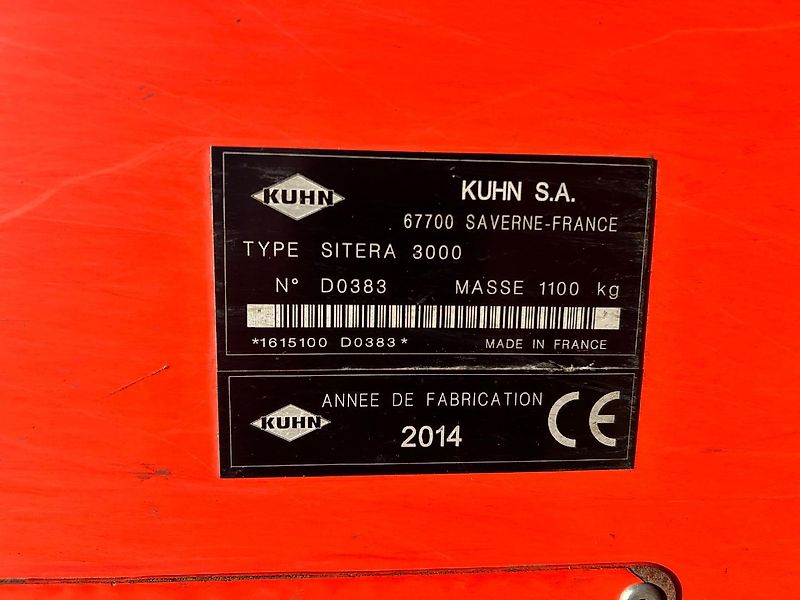 KUHN
KUHN S.A.
67700 SAVERNE-FRANCE
TYPE SITERA 3000
N° D0383 MASSE 1100 kg
*1615100 D0383*
MADE IN FRANCE
KUHN
ANNEE DE FABRICATION
2014
CE